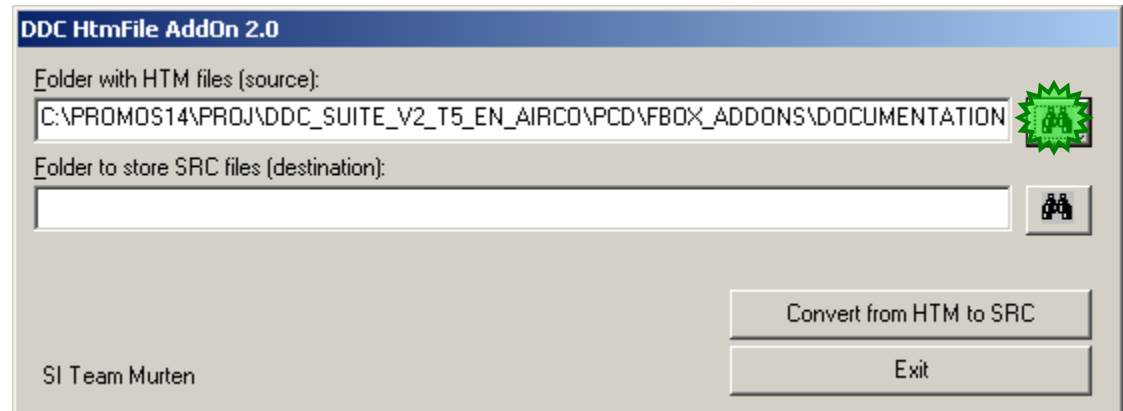 DDC HtmFile AddOn 2.0
Folder with HTM files (source):
C:\PROMOS14\PROJ\DDC_SUITE_V2_T5_EN_AIRCO\PCD\FBOX_ADDONS\DOCUMENTATION
Folder to store SRC files (destination):
Convert from HTM to SRC
SI Team Murten
Exit